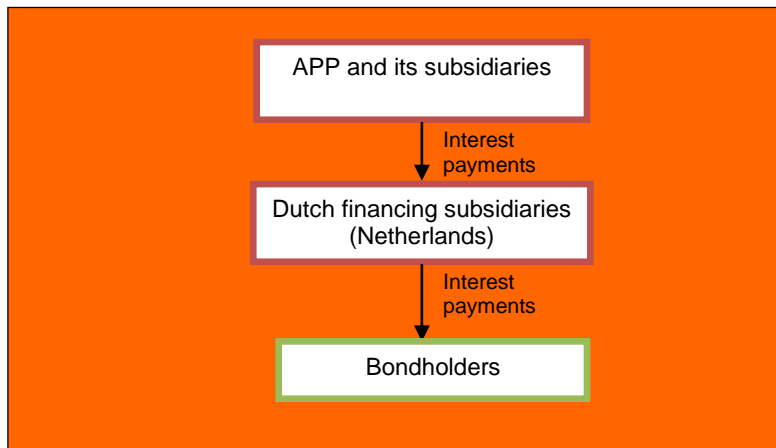 APP and its subsidiaries
Interest
payments
Dutch financing subsidiaries
(Netherlands)
Interest
payments
Bondholders